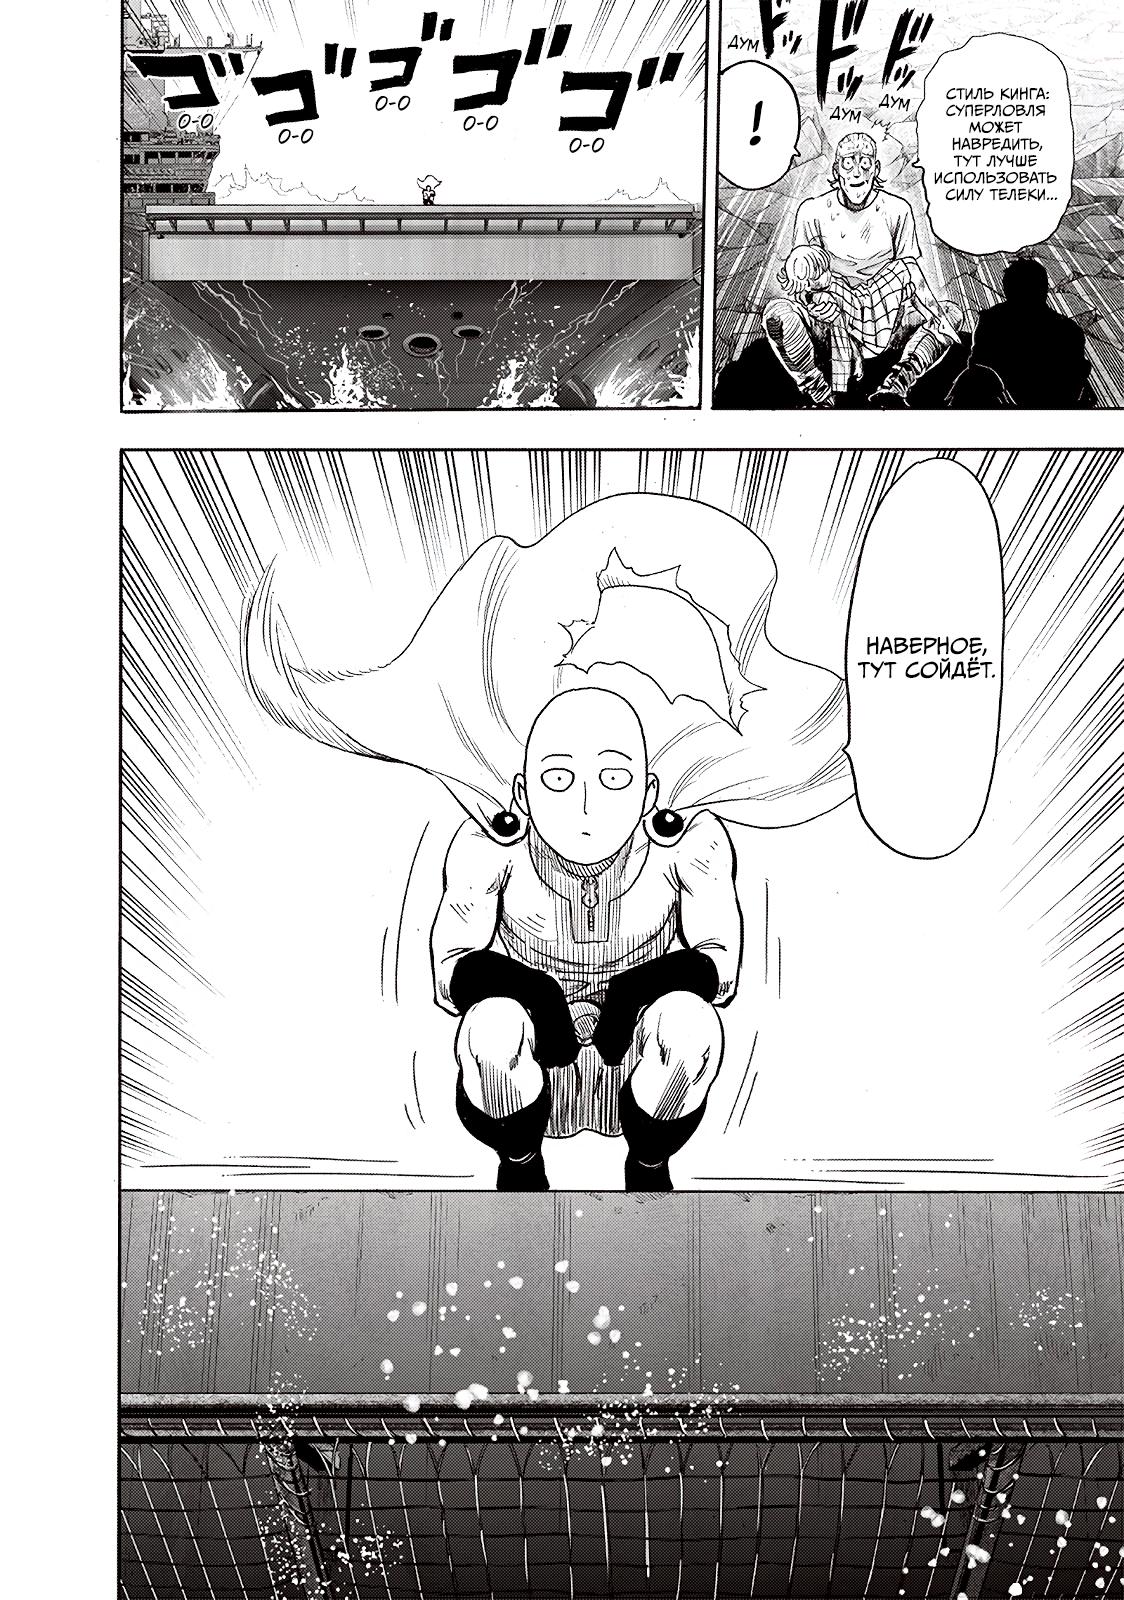 СТИЛЬ КИНГА:
СУПЕРЛОВЛЯ
МОЖЕТ
НАВРЕДИТЬ,
ТУТ ЛУЧШЕ
ИСПОЛЬЗОВАТЬ
СИЛУ ТЕЛЕКИ...
ドドド
ДУМ
ДУМ
ДУМ
!
ゴゴゴゴゴ
О-О
О-О
О-О
О-О
О-О
НАВЕРНОЕ,
ТУТ СОЙДЁТ.